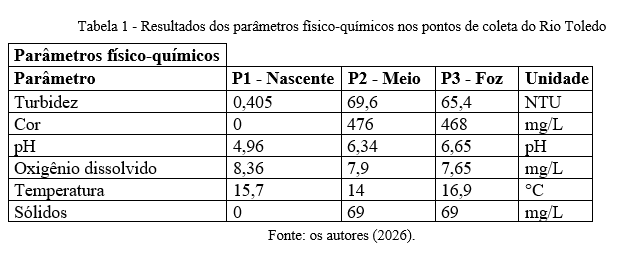 Tabela 1 - Resultados dos parâmetros físico-químicos nos pontos de coleta do Rio Toledo
Parâmetros físico-químicos
Parâmetro P1 - Nascente P2 - Meio P3 - Foz Unidade
Turbidez 0,405 69,6 65,4 NTU
Cor 0 476 468 mg/L
pH 4,96 6,34 6,65 pH
Oxigênio dissolvido 8,36 7,9 7,65 mg/L
Temperatura 15,7 14 16,9 °C
Sólidos 0 69 69 mg/L
Fonte: os autores (2026).